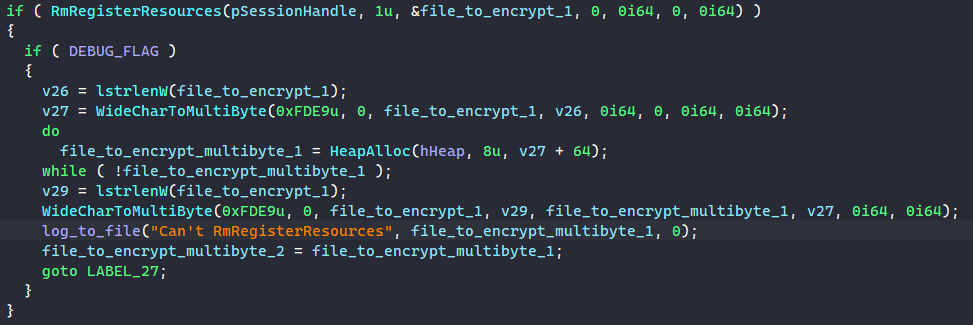 if ( RmRegisterResources(pSessionHandle, 1u, &file_to_encrypt_1, 0, 0i64, 0, 0i64) )
{
  if ( DEBUG_FLAG )
  {
    v26 = lstrlenW(file_to_encrypt_1);
    v27 = WideCharToMultiByte(0xFDE9u, 0, file_to_encrypt_1, v26, 0i64, 0, 0i64, 0i64);
    do
      file_to_encrypt_multibyte_1 = HeapAlloc(hHeap, 8u, v27 + 64);
    while ( !file_to_encrypt_multibyte_1 );
    v29 = lstrlenW(file_to_encrypt_1);
    WideCharToMultiByte(0xFDE9u, 0, file_to_encrypt_1, v29, file_to_encrypt_multibyte_1, v27, 0i64, 0i64);
    log_to_file("Can't RmRegisterResources", file_to_encrypt_multibyte_1, 0);
    file_to_encrypt_multibyte_2 = file_to_encrypt_multibyte_1;
    goto LABEL_27;
  }
}